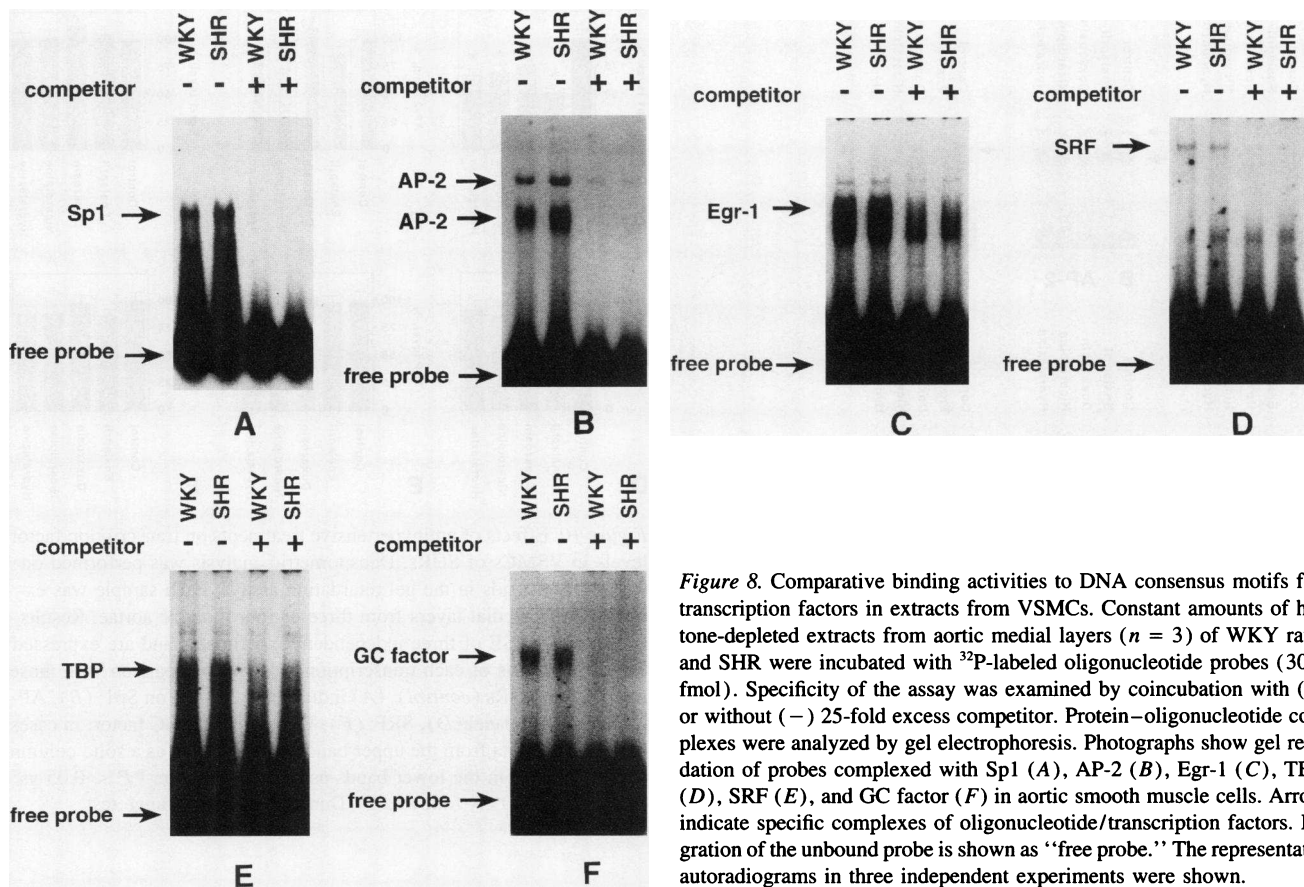 WKY SHR WKY SHR
competitor - - + +
Sp1
free probe
A
WKY SHR WKY SHR
competitor - - + +
AP-2
AP-2
free probe
B
WKY SHR WKY SHR
competitor - - + +
Egr-1
free probe
C
WKY SHR WKY SHR
competitor - - + +
SRF
free probe
D
WKY SHR WKY SHR
competitor - - + +
TBP
free probe
E
WKY SHR WKY SHR
competitor - - + +
GC factor
free probe
F
Figure 8. Comparative binding activities to DNA consensus motifs f
transcription factors in extracts from VSMCs. Constant amounts of h
tone-depleted extracts from aortic medial layers (n = 3) of WKY ra
and SHR were incubated with ³²P-labeled oligonucleotide probes (30
fmol). Specificity of the assay was examined by coincubation with (
or without (−) 25-fold excess competitor. Protein–oligonucleotide co
plexes were analyzed by gel electrophoresis. Photographs show gel re
dation of probes complexed with Sp1 (A), AP-2 (B), Egr-1 (C), TB
(D), SRF (E), and GC factor (F) in aortic smooth muscle cells. Arro
indicate specific complexes of oligonucleotide/transcription factors.
gration of the unbound probe is shown as “free probe.” The representat
autoradiograms in three independent experiments were shown.